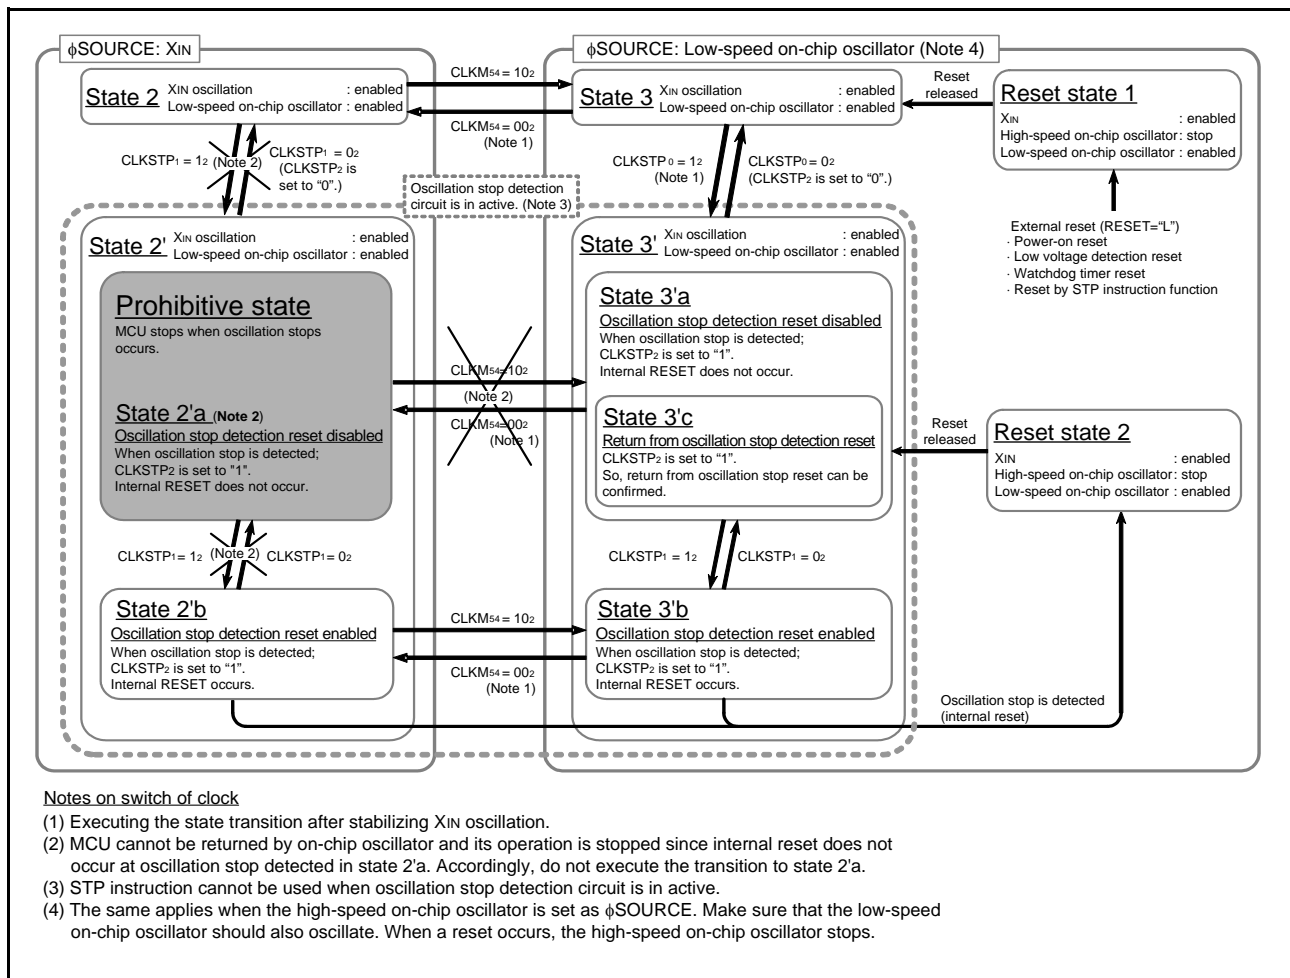 ϕSOURCE: XIN
ϕSOURCE: Low-speed on-chip oscillator (Note 4)
State 2
XIN oscillation : enabled
Low-speed on-chip oscillator : enabled
CLKM54 = 102
CLKM54 = 002
(Note 1)
State 3
XIN oscillation : enabled
Low-speed on-chip oscillator : enabled
Reset
released
Reset state 1
XIN : enabled
High-speed on-chip oscillator : stop
Low-speed on-chip oscillator : enabled
CLKSTP1 = 12
(Note 2)
CLKSTP1 = 02
(CLKSTP2 is
set to “0”.)
CLKSTP0 = 12
(Note 1)
CLKSTP0 = 02
(CLKSTP2 is set to “0”.)
Oscillation stop detection
circuit is in active. (Note 3)
External reset (RESET=“L”)
· Power-on reset
· Low voltage detection reset
· Watchdog timer reset
· Reset by STP instruction function
State 2'
XIN oscillation : enabled
Low-speed on-chip oscillator : enabled
Prohibitive state
MCU stops when oscillation stops
occurs.
State 2'a (Note 2)
Oscillation stop detection reset disabled
When oscillation stop is detected;
CLKSTP2 is set to "1".
Internal RESET does not occur.
CLKM54=102
(Note 2)
CLKM54=002
(Note 1)
State 3'
XIN oscillation : enabled
Low-speed on-chip oscillator : enabled
State 3'a
Oscillation stop detection reset disabled
When oscillation stop is detected;
CLKSTP2 is set to “1”.
Internal RESET does not occur.
State 3'c
Return from oscillation stop detection reset
CLKSTP2 is set to “1”.
So, return from oscillation stop reset can be
confirmed.
Reset
released
Reset state 2
XIN : enabled
High-speed on-chip oscillator : stop
Low-speed on-chip oscillator : enabled
CLKSTP1 = 12
(Note 2)
CLKSTP1 = 02
CLKSTP1 = 12
CLKSTP1 = 02
State 2'b
Oscillation stop detection reset enabled
When oscillation stop is detected;
CLKSTP2 is set to “1”.
Internal RESET occurs.
CLKM54 = 102
CLKM54 = 002
(Note 1)
State 3'b
Oscillation stop detection reset enabled
When oscillation stop is detected;
CLKSTP2 is set to “1”.
Internal RESET occurs.
Oscillation stop is detected
(internal reset)
Notes on switch of clock
(1) Executing the state transition after stabilizing XIN oscillation.
(2) MCU cannot be returned by on-chip oscillator and its operation is stopped since internal reset does not
occur at oscillation stop detected in state 2'a. Accordingly, do not execute the transition to state 2'a.
(3) STP instruction cannot be used when oscillation stop detection circuit is in active.
(4) The same applies when the high-speed on-chip oscillator is set as ϕSOURCE. Make sure that the low-speed
on-chip oscillator should also oscillate. When a reset occurs, the high-speed on-chip oscillator stops.